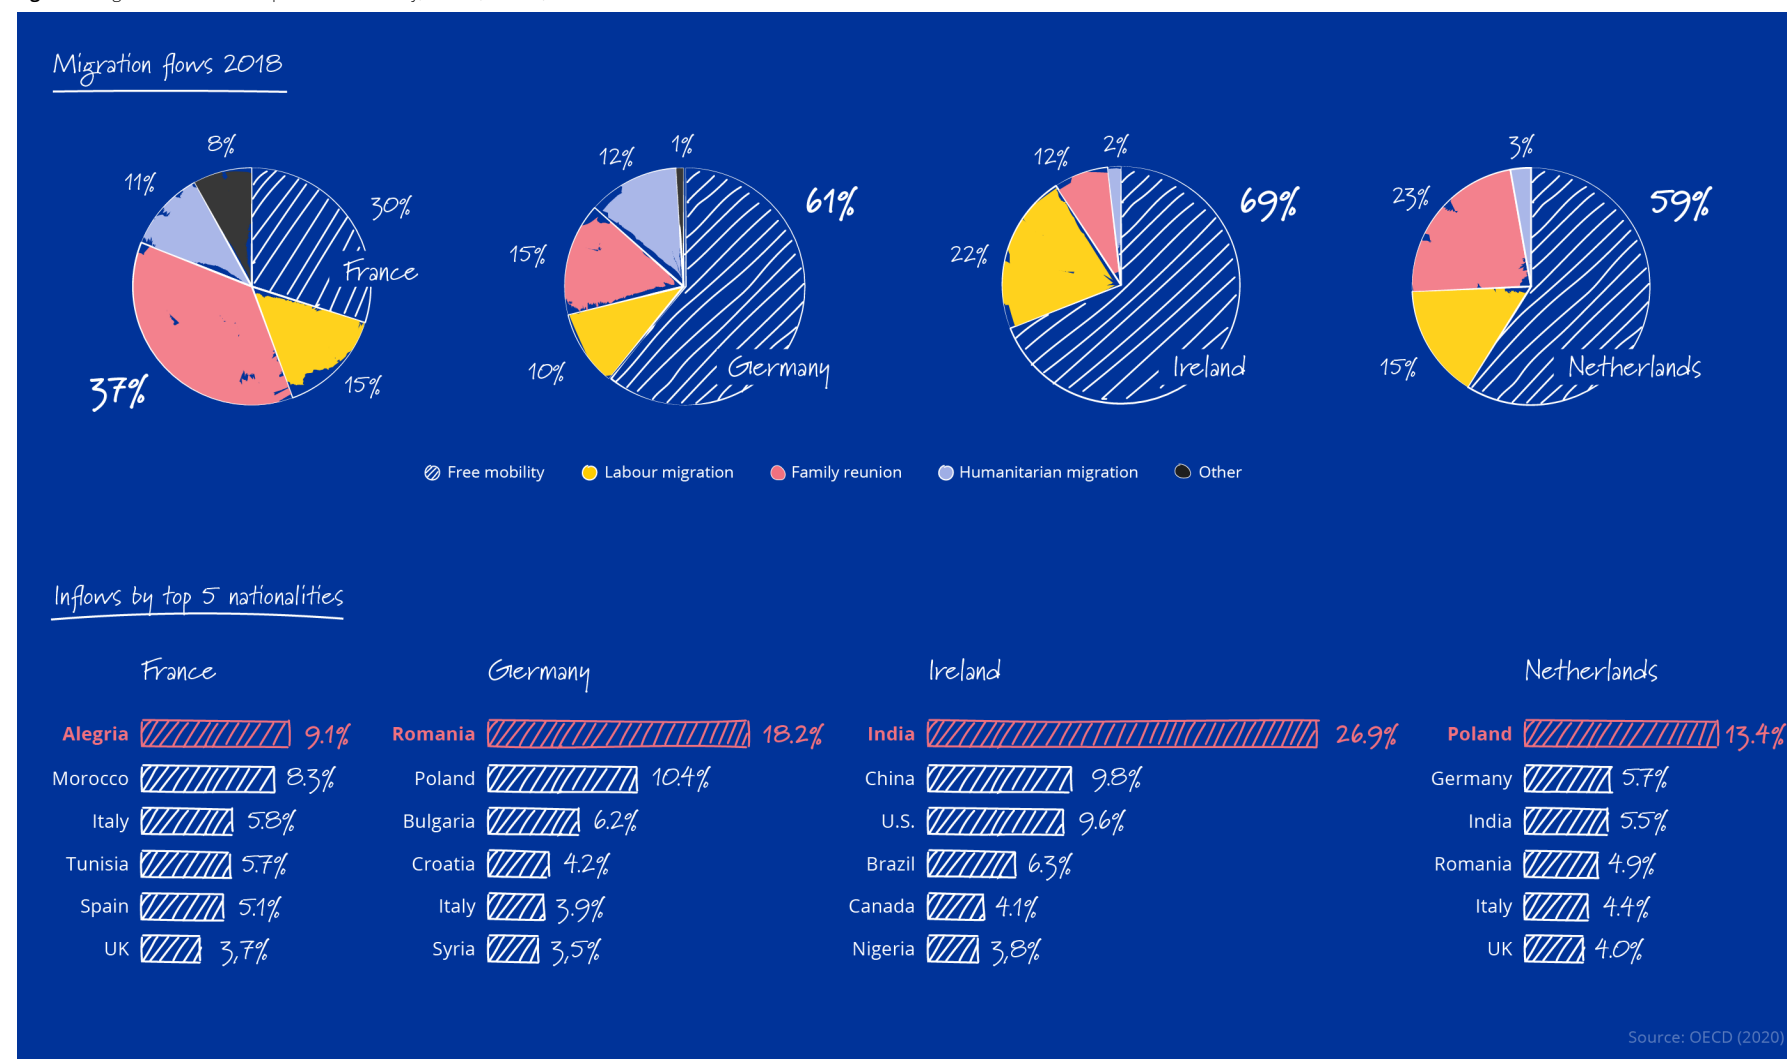 Migration flows 2018
8% 12% 1% 12% 2% 3%
11% 30% 61% 69% 23% 59%
15% 22%
France
37% 15% 10% Germany Ireland 15% Netherlands
Free mobility Labour migration Family reunion Humanitarian migration Other
Inflows by top 5 nationalities
France Germany Ireland Netherlands
Alegria 9.1% Romania 18.2% India 26.9% Poland 13.4%
Morocco 8.3% Poland 10.4% China 9.8% Germany 5.7%
Italy 5.8% Bulgaria 6.2% U.S. 9.6% India 5.5%
Tunisia 5.7% Croatia 4.2% Brazil 6.3% Romania 4.9%
Spain 5.1% Italy 3.9% Canada 4.1% Italy 4.4%
UK 3,7% Syria 3,5% Nigeria 3,8% UK 4.0%
Source: OECD (2020)